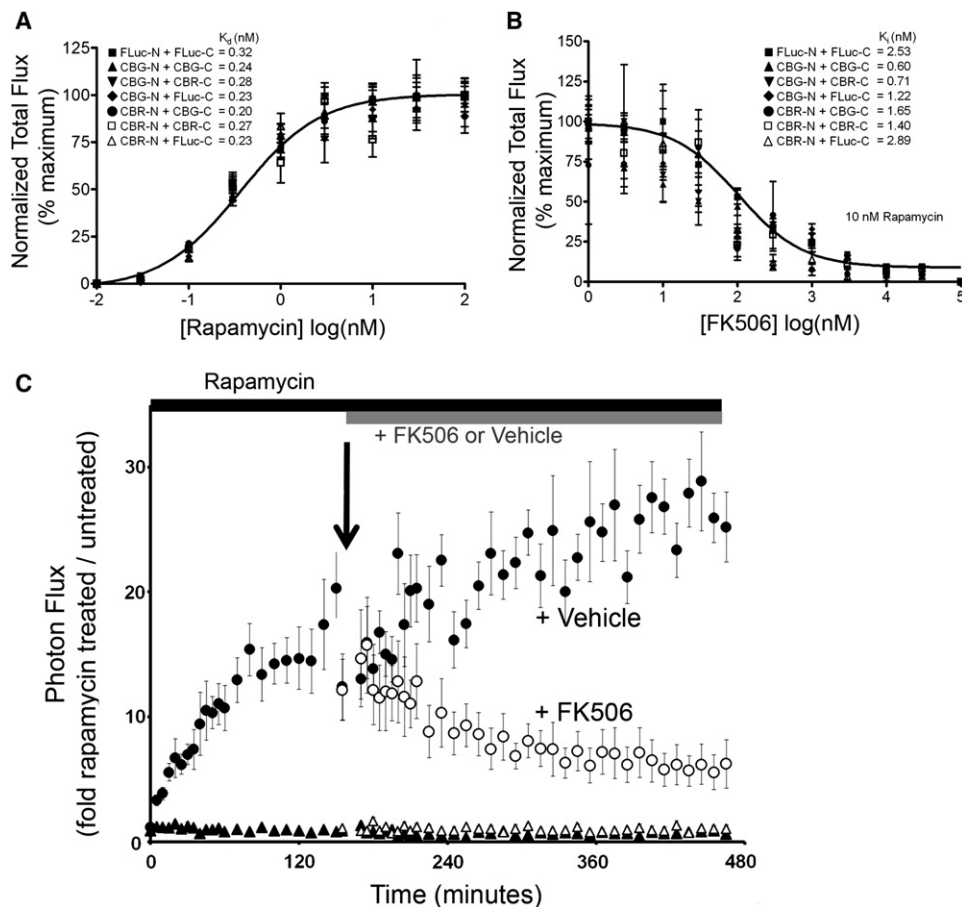 A
K_d (nM)
FLuc-N + FLuc-C = 0.32
CBG-N + CBG-C = 0.24
CBG-N + CBR-C = 0.28
CBG-N + FLuc-C = 0.23
CBR-N + CBG-C = 0.20
CBR-N + CBR-C = 0.27
CBR-N + FLuc-C = 0.23
Normalized Total Flux
(% maximum)
125
100
75
50
25
0
-2
-1
0
1
2
[Rapamycin] log(nM)
B
K_i (nM)
FLuc-N + FLuc-C = 2.53
CBG-N + CBG-C = 0.60
CBG-N + CBR-C = 0.71
CBG-N + FLuc-C = 1.22
CBR-N + CBG-C = 1.65
CBR-N + CBR-C = 1.40
CBR-N + FLuc-C = 2.89
Normalized Total Flux
(% maximum)
150
125
100
75
50
25
0
10 nM Rapamycin
0
1
2
3
4
5
[FK506] log(nM)
C
Rapamycin
+ FK506 or Vehicle
Photon Flux
(fold rapamycin treated / untreated)
30
20
10
0
+ Vehicle
+ FK506
0
120
240
360
480
Time (minutes)